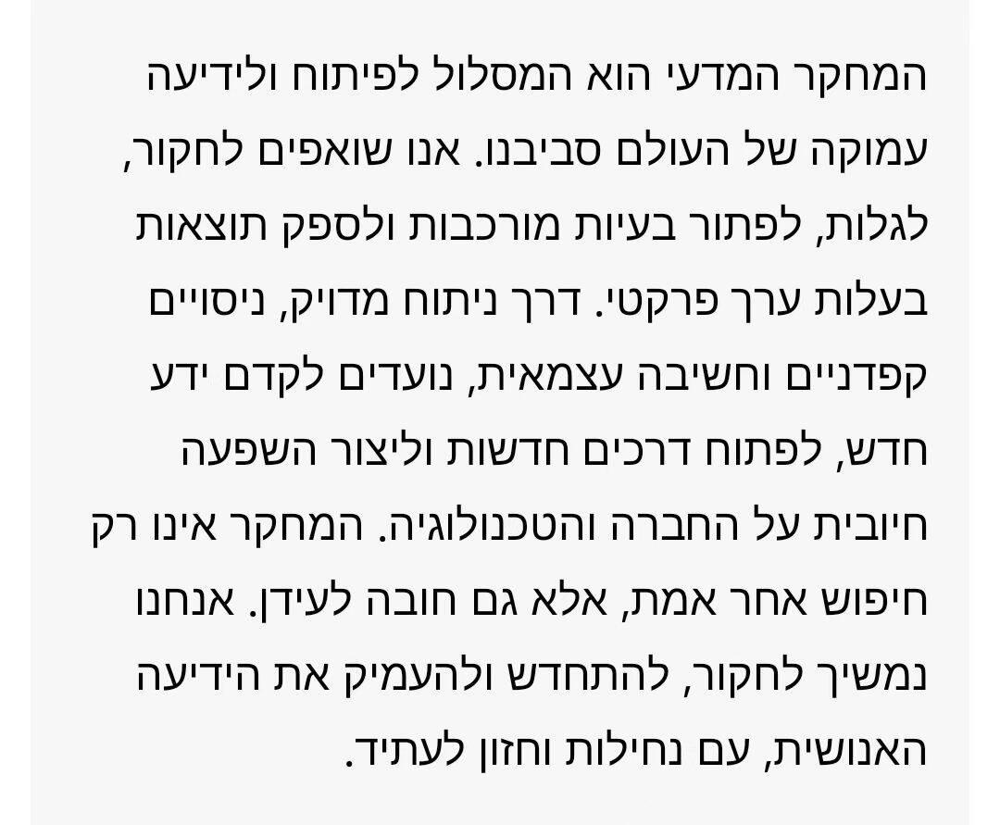 המחקר המדעי הוא המסלול לפיתוח ולידיעה
עמוקה של העולם סביבנו. אנו שואפים לחקור,
לגלות, לפתור בעיות מורכבות ולספק תוצאות
בעלות ערך פרקטי. דרך ניתוח מדויק, ניסויים
קפדניים וחשיבה עצמאית, נועדים לקדם ידע
חדש, לפתוח דרכים חדשות וליצור השפעה
חיובית על החברה והטכנולוגיה. המחקר אינו רק
חיפוש אחר אמת, אלא גם חובה לעידן. אנחנו
נמשיך לחקור, להתחדש ולהעמיק את הידיעה
האנושית, עם נחילות וחזון לעתיד.